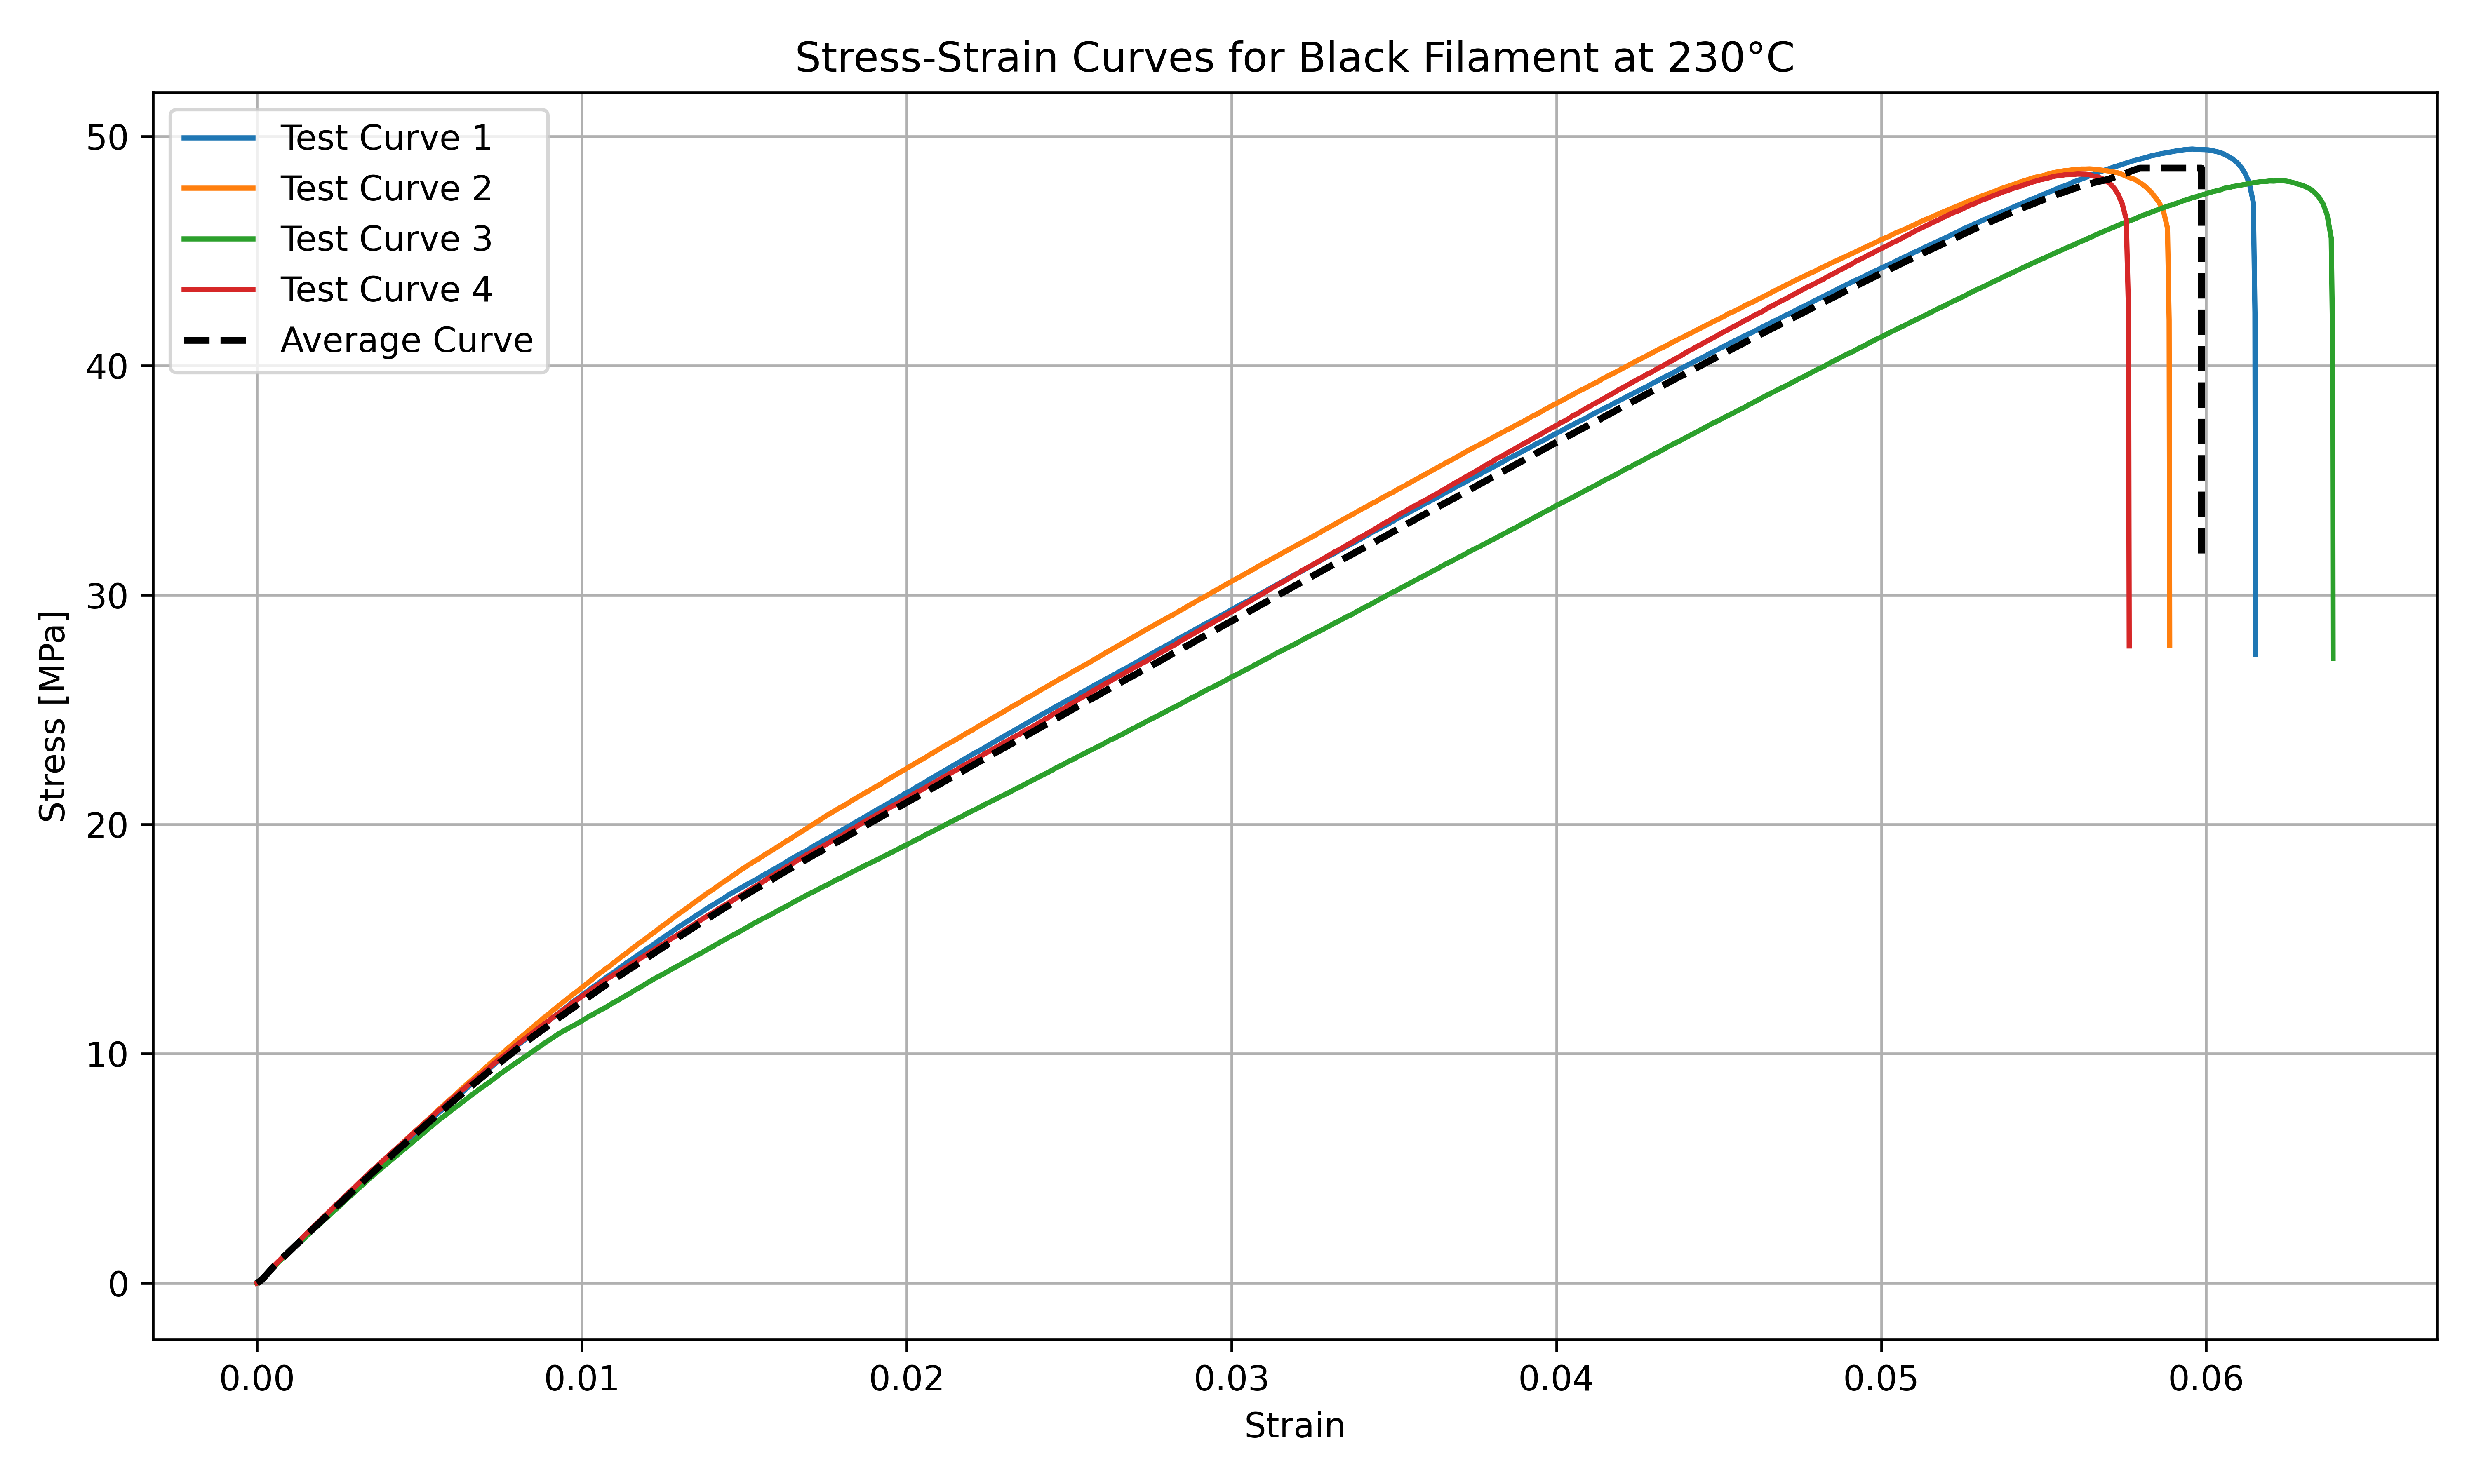 Stress-Strain Curves for Black Filament at 230°C
Test Curve 1
Test Curve 2
Test Curve 3
Test Curve 4
Average Curve
50
40
30
20
10
0
Stress [MPa]
0.00 0.01 0.02 0.03 0.04 0.05 0.06
Strain